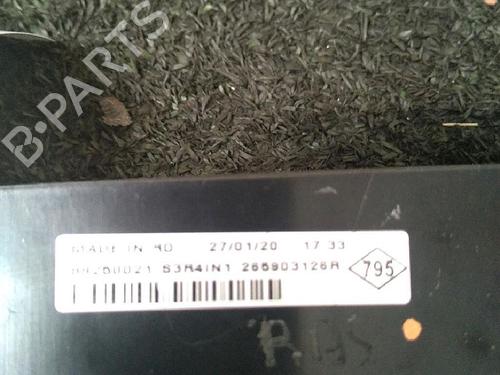 B-PARTS
MADE IN RO 27/01/20 17 33
S3R4IN1 265903126R
795